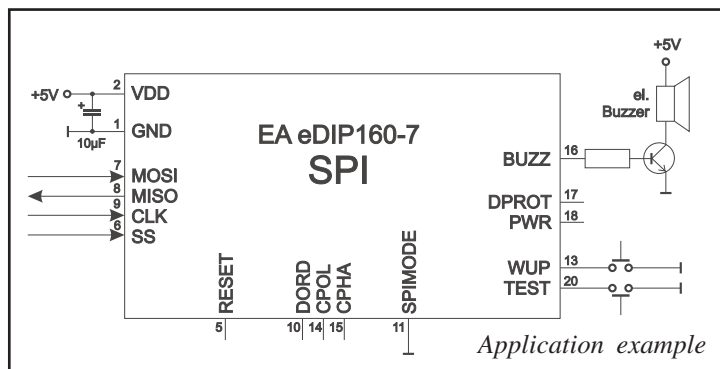 +5V
el.
Buzzer
+5V
2 VDD
1 GND
+
10µF
EA eDIP160-7
SPI
7 MOSI
8 MISO
9 CLK
6 SS
BUZZ 16
DPROT 17
PWR 18
WUP 13
TEST 20
RESET
DORD
CPOL
CPHA
SPIMODE
5 10 14 15 11
Application example